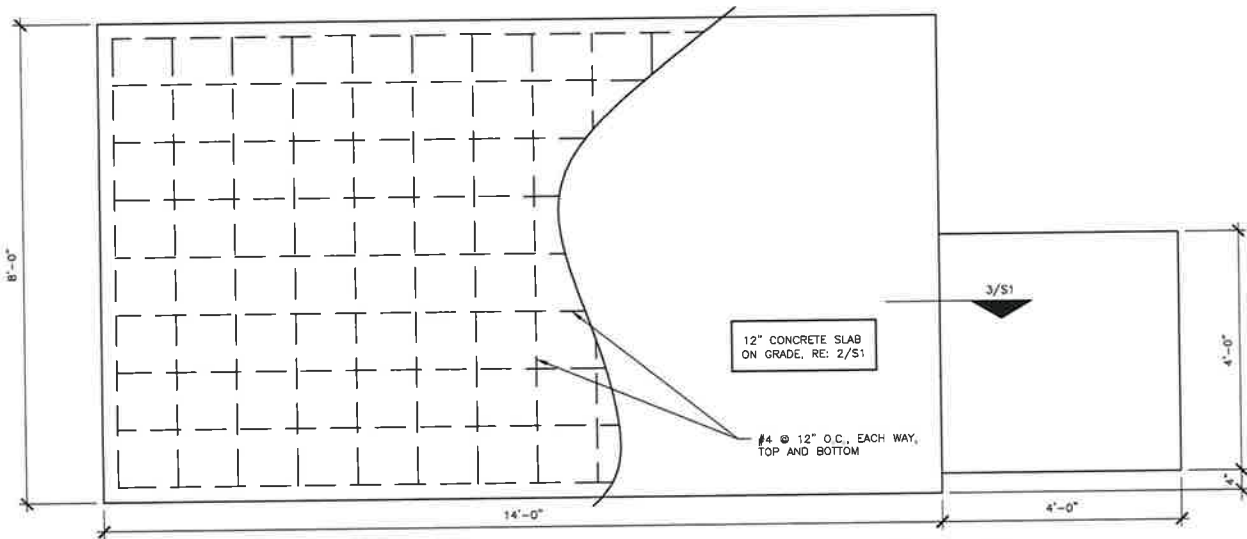 8'-0"
3/S1
12" CONCRETE SLAB
ON GRADE, RE: 2/S1
4'-0"
#4 @ 12" O.C., EACH WAY,
TOP AND BOTTOM
4"
14'-0"
4'-0"